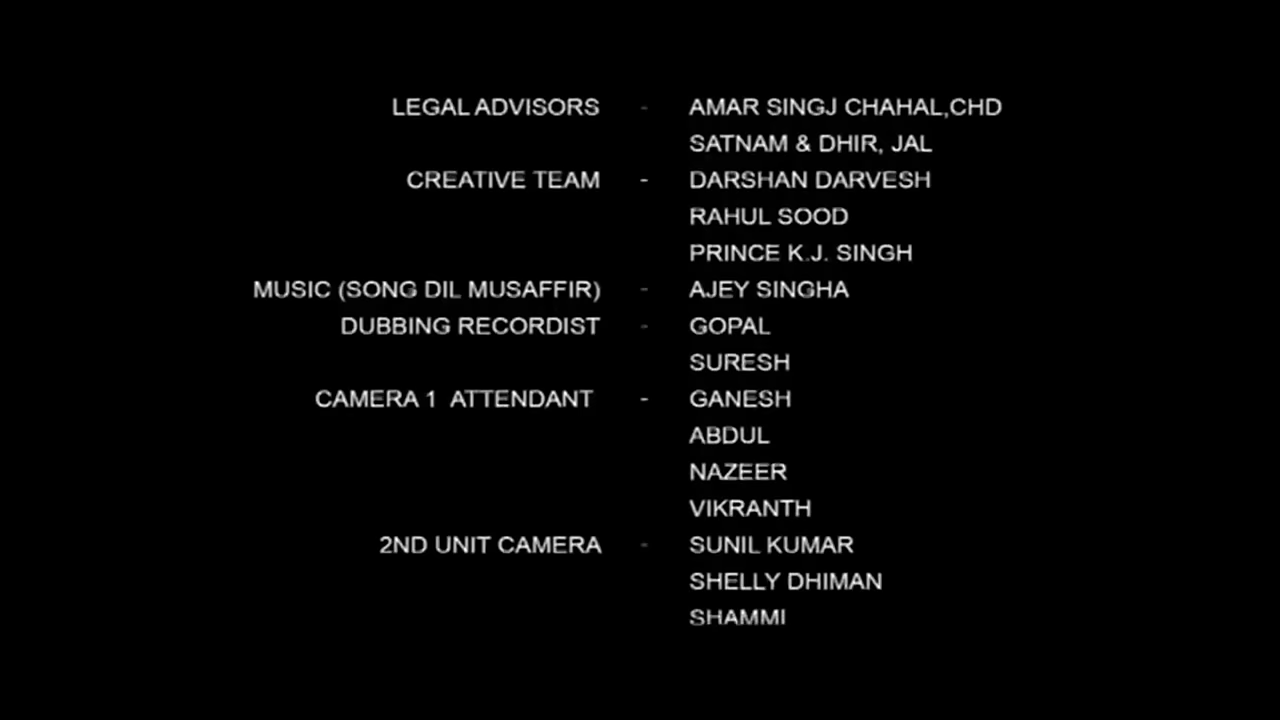 LEGAL ADVISORS - AMAR SINGJ CHAHAL,CHD
SATNAM & DHIR, JAL
CREATIVE TEAM - DARSHAN DARVESH
RAHUL SOOD
PRINCE K.J. SINGH
MUSIC (SONG DIL MUSAFFIR) - AJEY SINGHA
DUBBING RECORDIST - GOPAL
SURESH
CAMERA 1 ATTENDANT - GANESH
ABDUL
NAZEER
VIKRANTH
2ND UNIT CAMERA - SUNIL KUMAR
SHELLY DHIMAN
SHAMMI